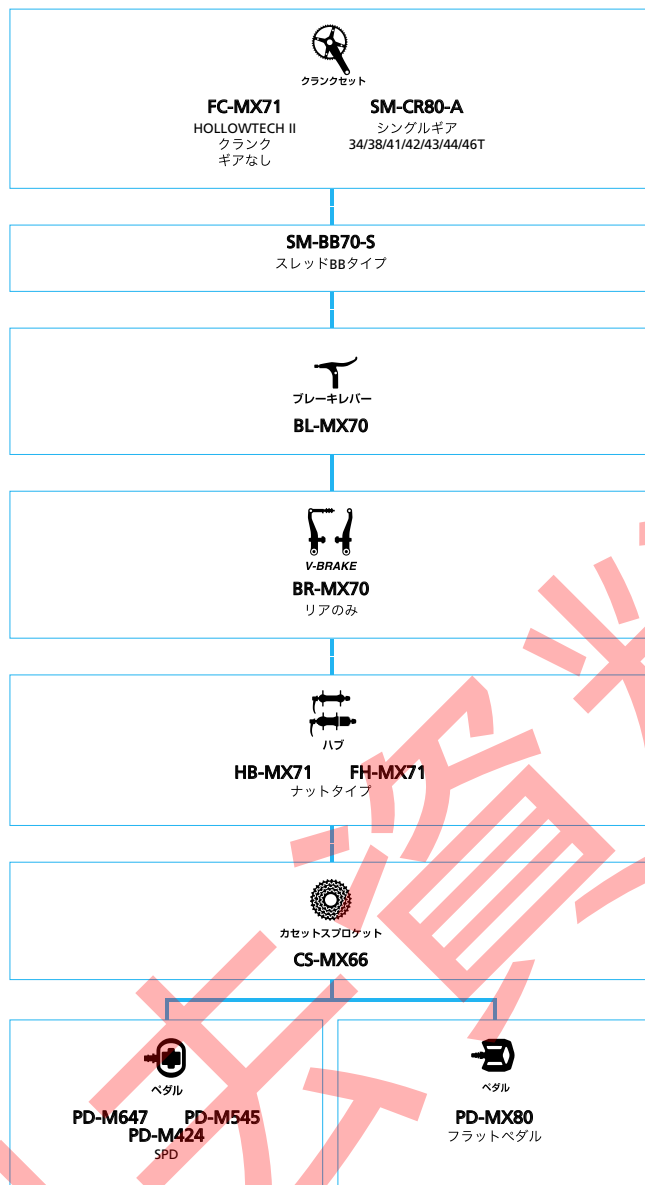 クランクセット
FC-MX71
HOLLOWTECH II
クランク
ギアなし
SM-CR80-A
シングルギア
34/38/41/42/43/44/46T
SM-BB70-S
スレッドBBタイプ
ブレーキレバー
BL-MX70
V-BRAKE
BR-MX70
リアのみ
ハブ
HB-MX71 FH-MX71
ナットタイプ
カセットスプロケット
CS-MX66
ペダル
PD-M647 PD-M545
PD-M424
SPD
ペダル
PD-MX80
フラットペダル